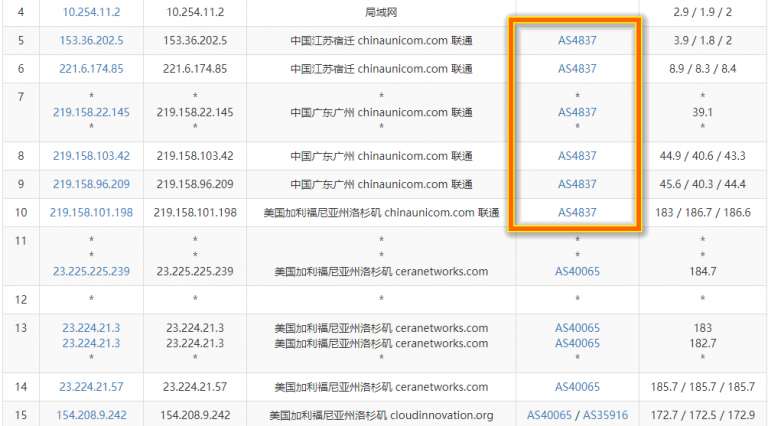 4 10.254.11.2 10.254.11.2 局域网 2.9 / 1.9 / 2
5 153.36.202.5 153.36.202.5 中国江苏宿迁 chinaunicom.com 联通 AS4837 3.9 / 1.8 / 2
6 221.6.174.85 221.6.174.85 中国江苏宿迁 chinaunicom.com 联通 AS4837 8.9 / 8.3 / 8.4
7 * * * * *
219.158.22.145 219.158.22.145 中国广东广州 chinaunicom.com 联通 AS4837 39.1
* * * * *
8 219.158.103.42 219.158.103.42 中国广东广州 chinaunicom.com 联通 AS4837 44.9 / 40.6 / 43.3
9 219.158.96.209 219.158.96.209 中国广东广州 chinaunicom.com 联通 AS4837 45.6 / 40.3 / 44.4
10 219.158.101.198 219.158.101.198 美国加利福尼亚州洛杉矶 chinaunicom.com 联通 AS4837 183 / 186.7 / 186.6
11 * * * * *
* * * * *
23.225.225.239 23.225.225.239 美国加利福尼亚州洛杉矶 ceranetworks.com AS40065 184.7
12 * * * * *
13 23.224.21.3 23.224.21.3 美国加利福尼亚州洛杉矶 ceranetworks.com AS40065 183
23.224.21.3 23.224.21.3 美国加利福尼亚州洛杉矶 ceranetworks.com AS40065 182.7
* * * * *
14 23.224.21.57 23.224.21.57 美国加利福尼亚州洛杉矶 ceranetworks.com AS40065 185.7 / 185.7 / 185.7
15 154.208.9.242 154.208.9.242 美国加利福尼亚州洛杉矶 cloudinnovation.org AS40065 / AS35916 172.7 / 172.5 / 172.9